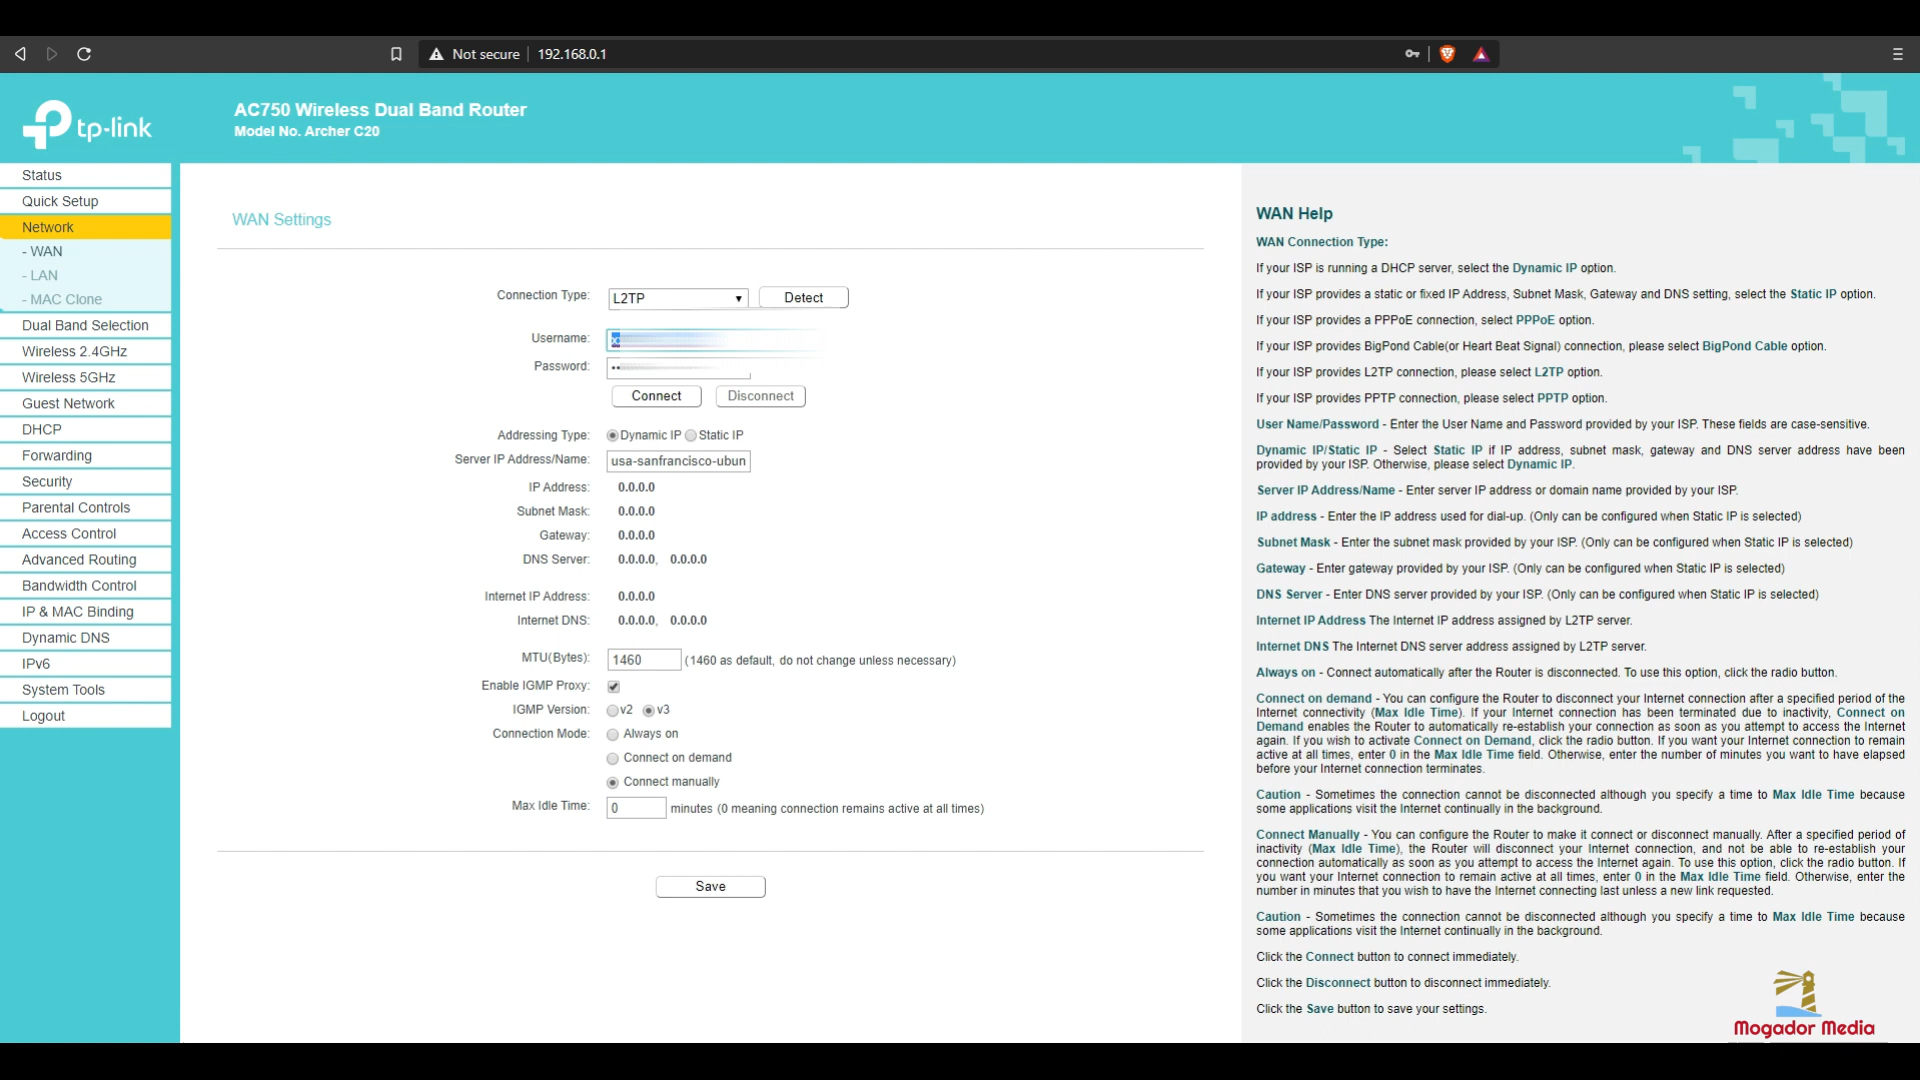 Not secure 192.168.0.1
tp-link
AC750 Wireless Dual Band Router
Model No. Archer C20
Status
Quick Setup
Network
- WAN
- LAN
- MAC Clone
Dual Band Selection
Wireless 2.4GHz
Wireless 5GHz
Guest Network
DHCP
Forwarding
Security
Parental Controls
Access Control
Advanced Routing
Bandwidth Control
IP & MAC Binding
Dynamic DNS
IPv6
System Tools
Logout
WAN Settings
Connection Type: L2TP Detect
Username:
Password: ••
Connect Disconnect
Addressing Type: Dynamic IP Static IP
Server IP Address/Name: usa-sanfrancisco-ubun
IP Address: 0.0.0.0
Subnet Mask: 0.0.0.0
Gateway: 0.0.0.0
DNS Server: 0.0.0.0, 0.0.0.0
Internet IP Address: 0.0.0.0
Internet DNS: 0.0.0.0, 0.0.0.0
MTU(Bytes): 1460 (1460 as default, do not change unless necessary)
Enable IGMP Proxy:
IGMP Version: v2 v3
Connection Mode: Always on
Connect on demand
Connect manually
Max Idle Time: 0 minutes (0 meaning connection remains active at all times)
Save
WAN Help
WAN Connection Type:
If your ISP is running a DHCP server, select the Dynamic IP option.
If your ISP provides a static or fixed IP Address, Subnet Mask, Gateway and DNS setting, select the Static IP option.
If your ISP provides a PPPoE connection, select PPPoE option.
If your ISP provides BigPond Cable(or Heart Beat Signal) connection, please select BigPond Cable option.
If your ISP provides L2TP connection, please select L2TP option.
If your ISP provides PPTP connection, please select PPTP option.
User Name/Password - Enter the User Name and Password provided by your ISP. These fields are case-sensitive.
Dynamic IP/Static IP - Select Static IP if IP address, subnet mask, gateway and DNS server address have been
provided by your ISP. Otherwise, please select Dynamic IP.
Server IP Address/Name - Enter server IP address or domain name provided by your ISP.
IP address - Enter the IP address used for dial-up. (Only can be configured when Static IP is selected)
Subnet Mask - Enter the subnet mask provided by your ISP. (Only can be configured when Static IP is selected)
Gateway - Enter gateway provided by your ISP. (Only can be configured when Static IP is selected)
DNS Server - Enter DNS server provided by your ISP. (Only can be configured when Static IP is selected)
Internet IP Address The Internet IP address assigned by L2TP server.
Internet DNS The Internet DNS server address assigned by L2TP server.
Always on - Connect automatically after the Router is disconnected. To use this option, click the radio button.
Connect on demand - You can configure the Router to disconnect your Internet connection after a specified period of the
Internet connectivity (Max Idle Time). If your Internet connection has been terminated due to inactivity, Connect on
Demand enables the Router to automatically re-establish your connection as soon as you attempt to access the Internet
again. If you wish to activate Connect on Demand, click the radio button. If you want your Internet connection to remain
active at all times, enter 0 in the Max Idle Time field. Otherwise, enter the number of minutes you want to have elapsed
before your Internet connection terminates.
Caution - Sometimes the connection cannot be disconnected although you specify a time to Max Idle Time because
some applications visit the Internet continually in the background.
Connect Manually - You can configure the Router to make it connect or disconnect manually. After a specified period of
inactivity (Max Idle Time), the Router will disconnect your Internet connection, and not be able to re-establish your
connection automatically as soon as you attempt to access the Internet again. To use this option, click the radio button. If
you want your Internet connection to remain active at all times, enter 0 in the Max Idle Time field. Otherwise, enter the
number in minutes that you wish to have the Internet connecting last unless a new link requested.
Caution - Sometimes the connection cannot be disconnected although you specify a time to Max Idle Time because
some applications visit the Internet continually in the background.
Click the Connect button to connect immediately.
Click the Disconnect button to disconnect immediately.
Click the Save button to save your settings.
Mogador Media